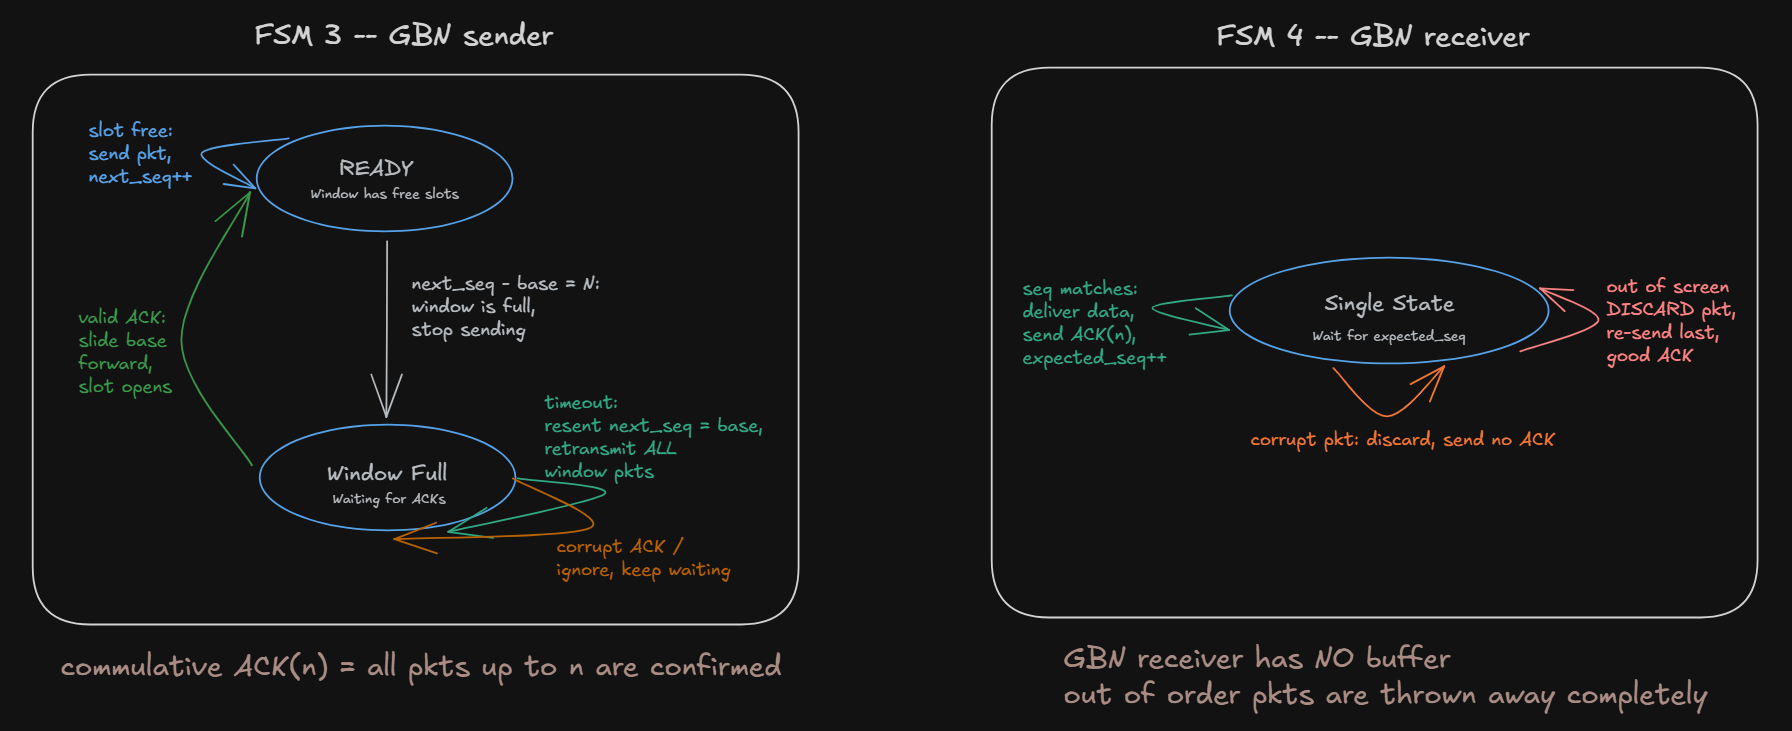 FSM 3 -- GBN sender
slot free:
send pkt,
next_seq++
READY
Window has free slots
next_seq - base = N:
window is full,
stop sending
valid ACK:
slide base
forward,
slot opens
timeout:
resent next_seq = base,
retransmit ALL
window pkts
Window Full
Waiting for ACKs
corrupt ACK /
ignore, keep waiting
commulative ACK(n) = all pkts up to n are confirmed
FSM 4 -- GBN receiver
seq matches:
deliver data,
send ACK(n),
expected_seq++
Single State
Wait for expected_seq
out of screen
DISCARD pkt,
re-send last,
good ACK
corrupt pkt: discard, send no ACK
GBN receiver has NO buffer
out of order pkts are thrown away completely